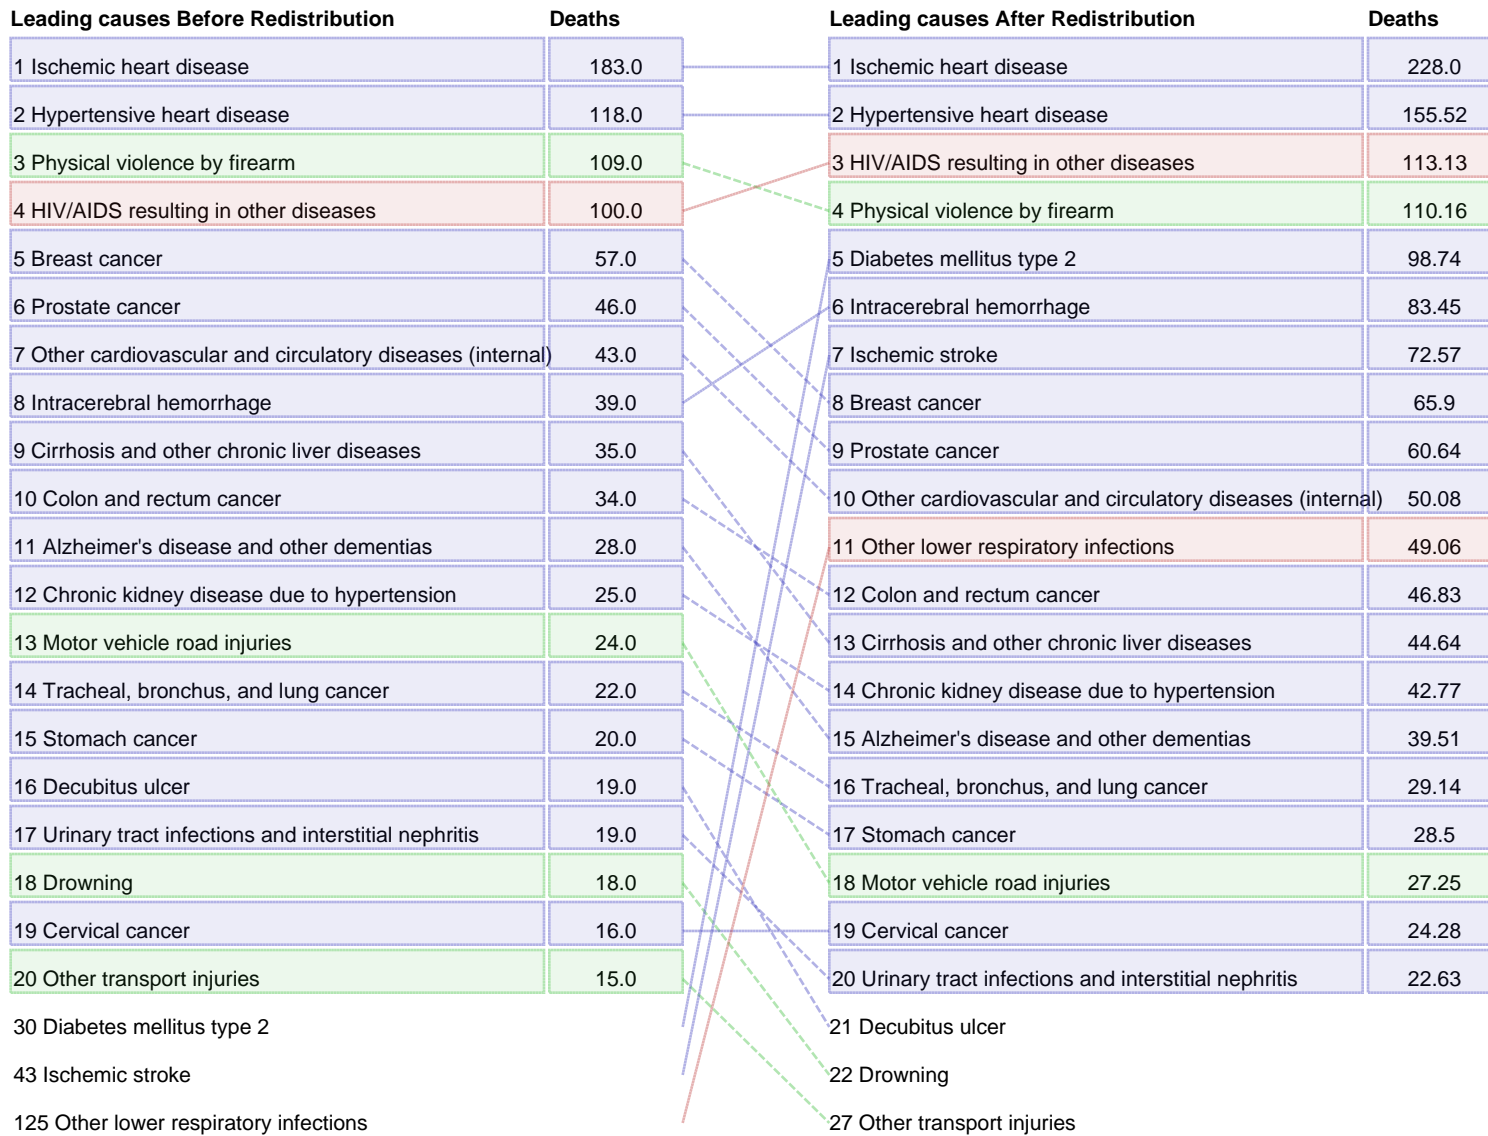 Leading causes Before Redistribution Deaths Leading causes After Redistribution Deaths
1 Ischemic heart disease 183.0 1 Ischemic heart disease 228.0
2 Hypertensive heart disease 118.0 2 Hypertensive heart disease 155.52
3 Physical violence by firearm 109.0 3 HIV/AIDS resulting in other diseases 113.13
4 HIV/AIDS resulting in other diseases 100.0 4 Physical violence by firearm 110.16
5 Breast cancer 57.0 5 Diabetes mellitus type 2 98.74
6 Prostate cancer 46.0 6 Intracerebral hemorrhage 83.45
7 Other cardiovascular and circulatory diseases (internal) 43.0 7 Ischemic stroke 72.57
8 Intracerebral hemorrhage 39.0 8 Breast cancer 65.9
9 Cirrhosis and other chronic liver diseases 35.0 9 Prostate cancer 60.64
10 Colon and rectum cancer 34.0 10 Other cardiovascular and circulatory diseases (internal) 50.08
11 Alzheimer's disease and other dementias 28.0 11 Other lower respiratory infections 49.06
12 Chronic kidney disease due to hypertension 25.0 12 Colon and rectum cancer 46.83
13 Motor vehicle road injuries 24.0 13 Cirrhosis and other chronic liver diseases 44.64
14 Tracheal, bronchus, and lung cancer 22.0 14 Chronic kidney disease due to hypertension 42.77
15 Stomach cancer 20.0 15 Alzheimer's disease and other dementias 39.51
16 Decubitus ulcer 19.0 16 Tracheal, bronchus, and lung cancer 29.14
17 Urinary tract infections and interstitial nephritis 19.0 17 Stomach cancer 28.5
18 Drowning 18.0 18 Motor vehicle road injuries 27.25
19 Cervical cancer 16.0 19 Cervical cancer 24.28
20 Other transport injuries 15.0 20 Urinary tract infections and interstitial nephritis 22.63
30 Diabetes mellitus type 2 21 Decubitus ulcer
43 Ischemic stroke 22 Drowning
125 Other lower respiratory infections 27 Other transport injuries